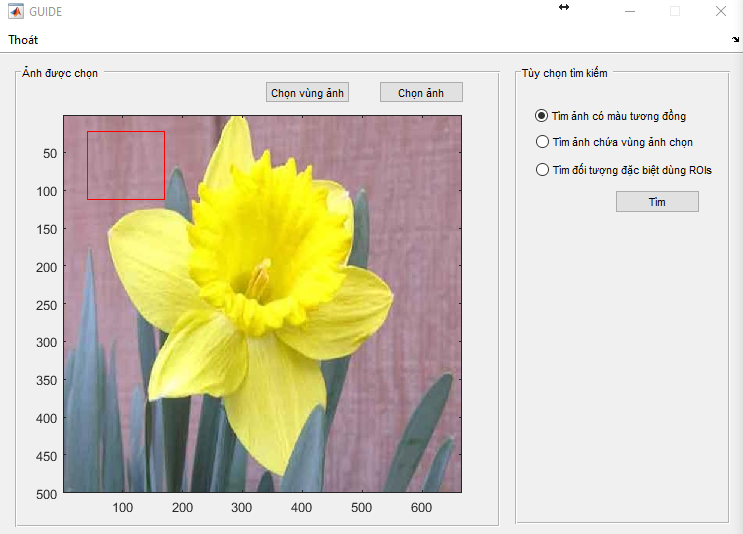 GUIDE
Thoát
Ảnh được chọn
Chọn vùng ảnh
Chọn ảnh
50
100
150
200
250
300
350
400
450
500
100
200
300
400
500
600
Tùy chọn tìm kiếm
Tìm ảnh có màu tương đồng
Tìm ảnh chứa vùng ảnh chọn
Tìm đối tượng đặc biệt dùng ROIs
Tìm